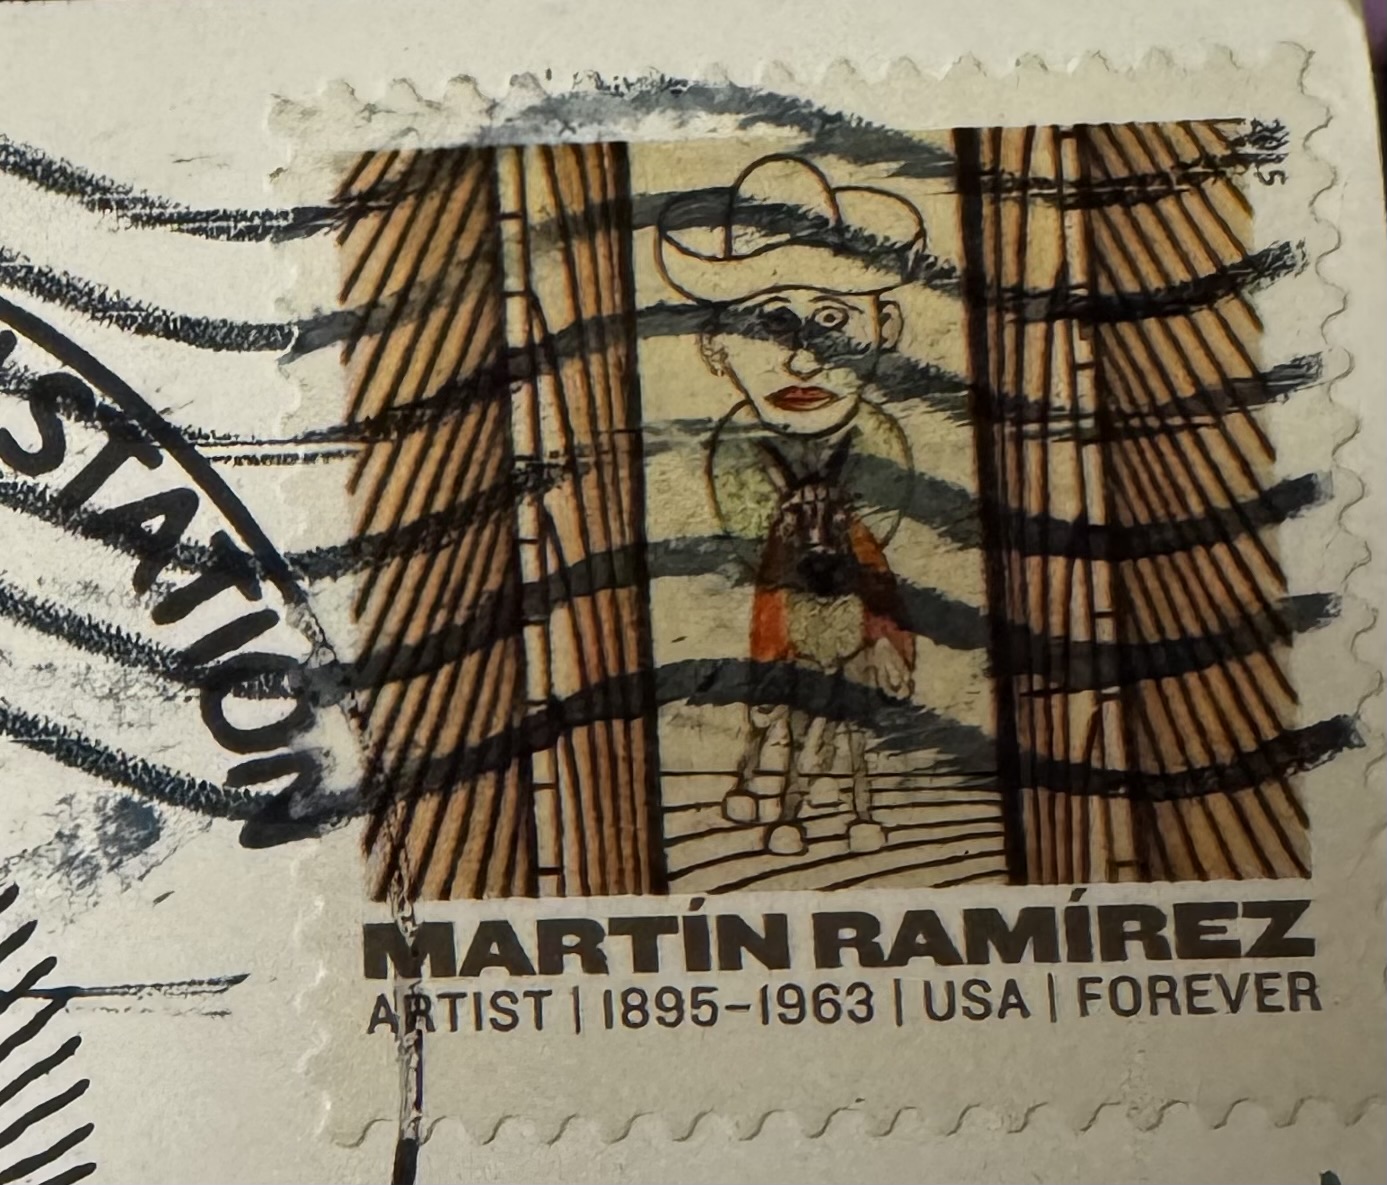 STATION
MARTÍN RAMÍREZ
ARTIST | 1895–1963 | USA | FOREVER